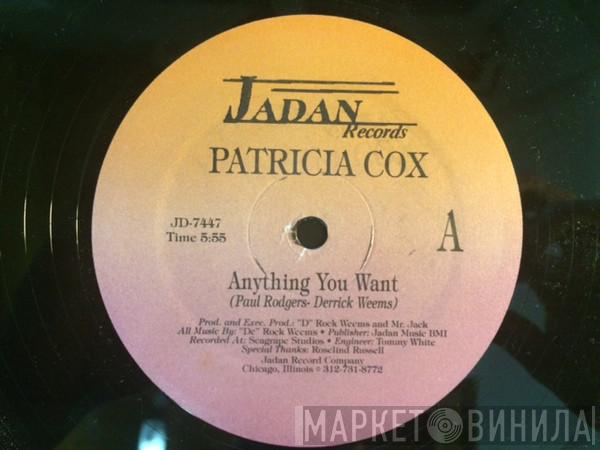 JADAN
Records
PATRICIA COX
JD-7447
Time 5:55
A
Anything You Want
(Paul Rodgers- Derrick Weems)
Prod. and Exec. Prod.: "D" Rock Weems and Mr. Jack
All Music By: "De" Rock Weems • Publisher: Jadan Music BMI
Recorded At: Seagrape Studios • Engineer: Tommy White
Special Thanks: Roselind Russell
Jadan Record Company
Chicago, Illinois ◊ 312-731-8772
МАРКЕТ ВИНИЛА